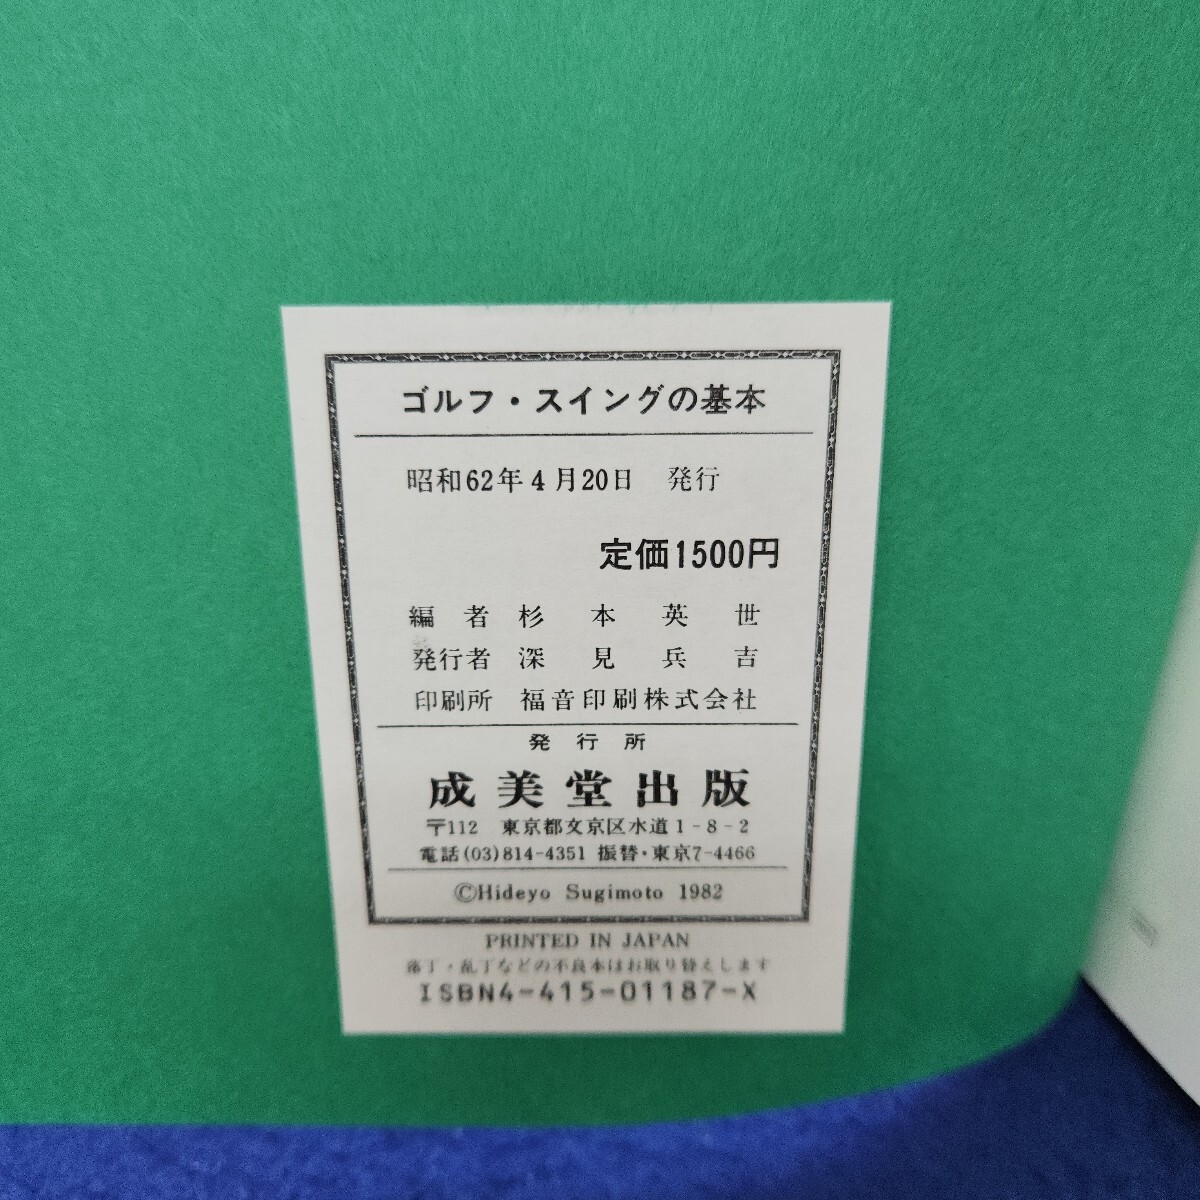 ゴルフ・スイングの基本
昭和62年4月20日 発行
定価1500円
編者 杉本英世
発行者 深見兵吉
印刷所 福音印刷株式会社
発行所
成美堂出版
〒112 東京都文京区水道1-8-2
電話(03)814-4351 振替・東京7-4466
©Hideyo Sugimoto 1982
PRINTED IN JAPAN
落丁・乱丁などの不良本はお取り替えします
ISBN4-415-01187-X